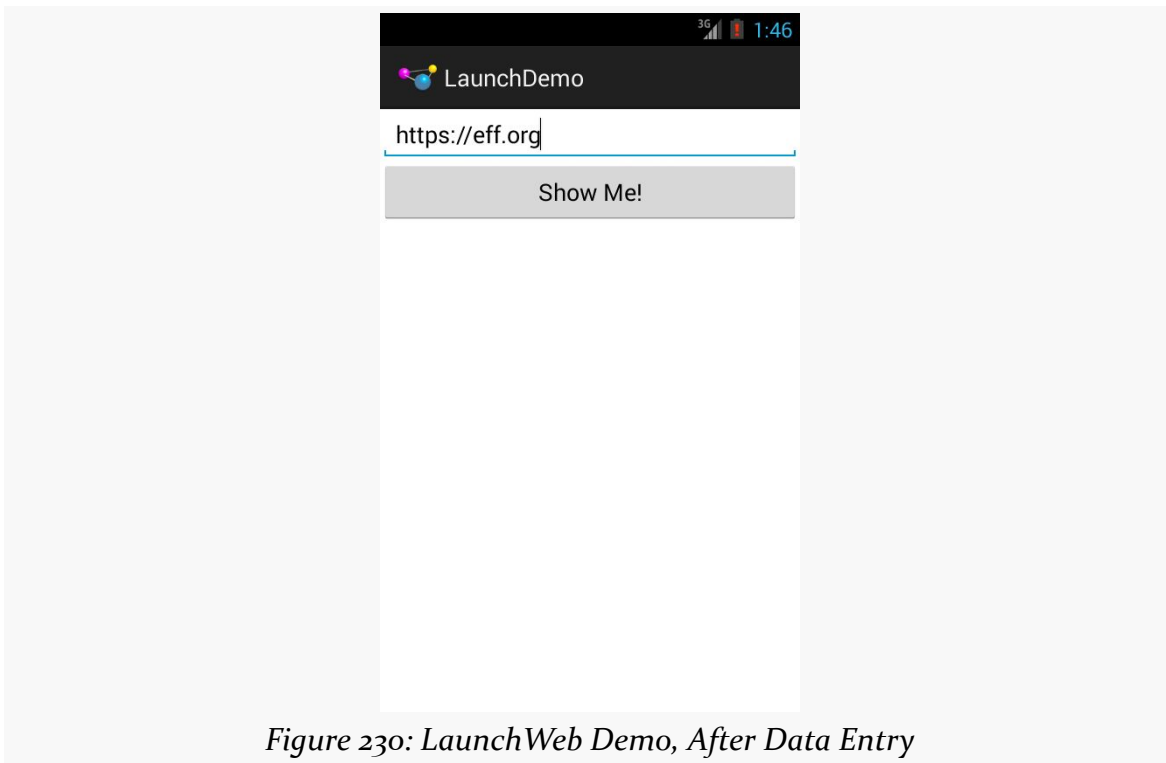 3G 1:46
LaunchDemo
https://eff.org
Show Me!
Figure 230: LaunchWeb Demo, After Data Entry